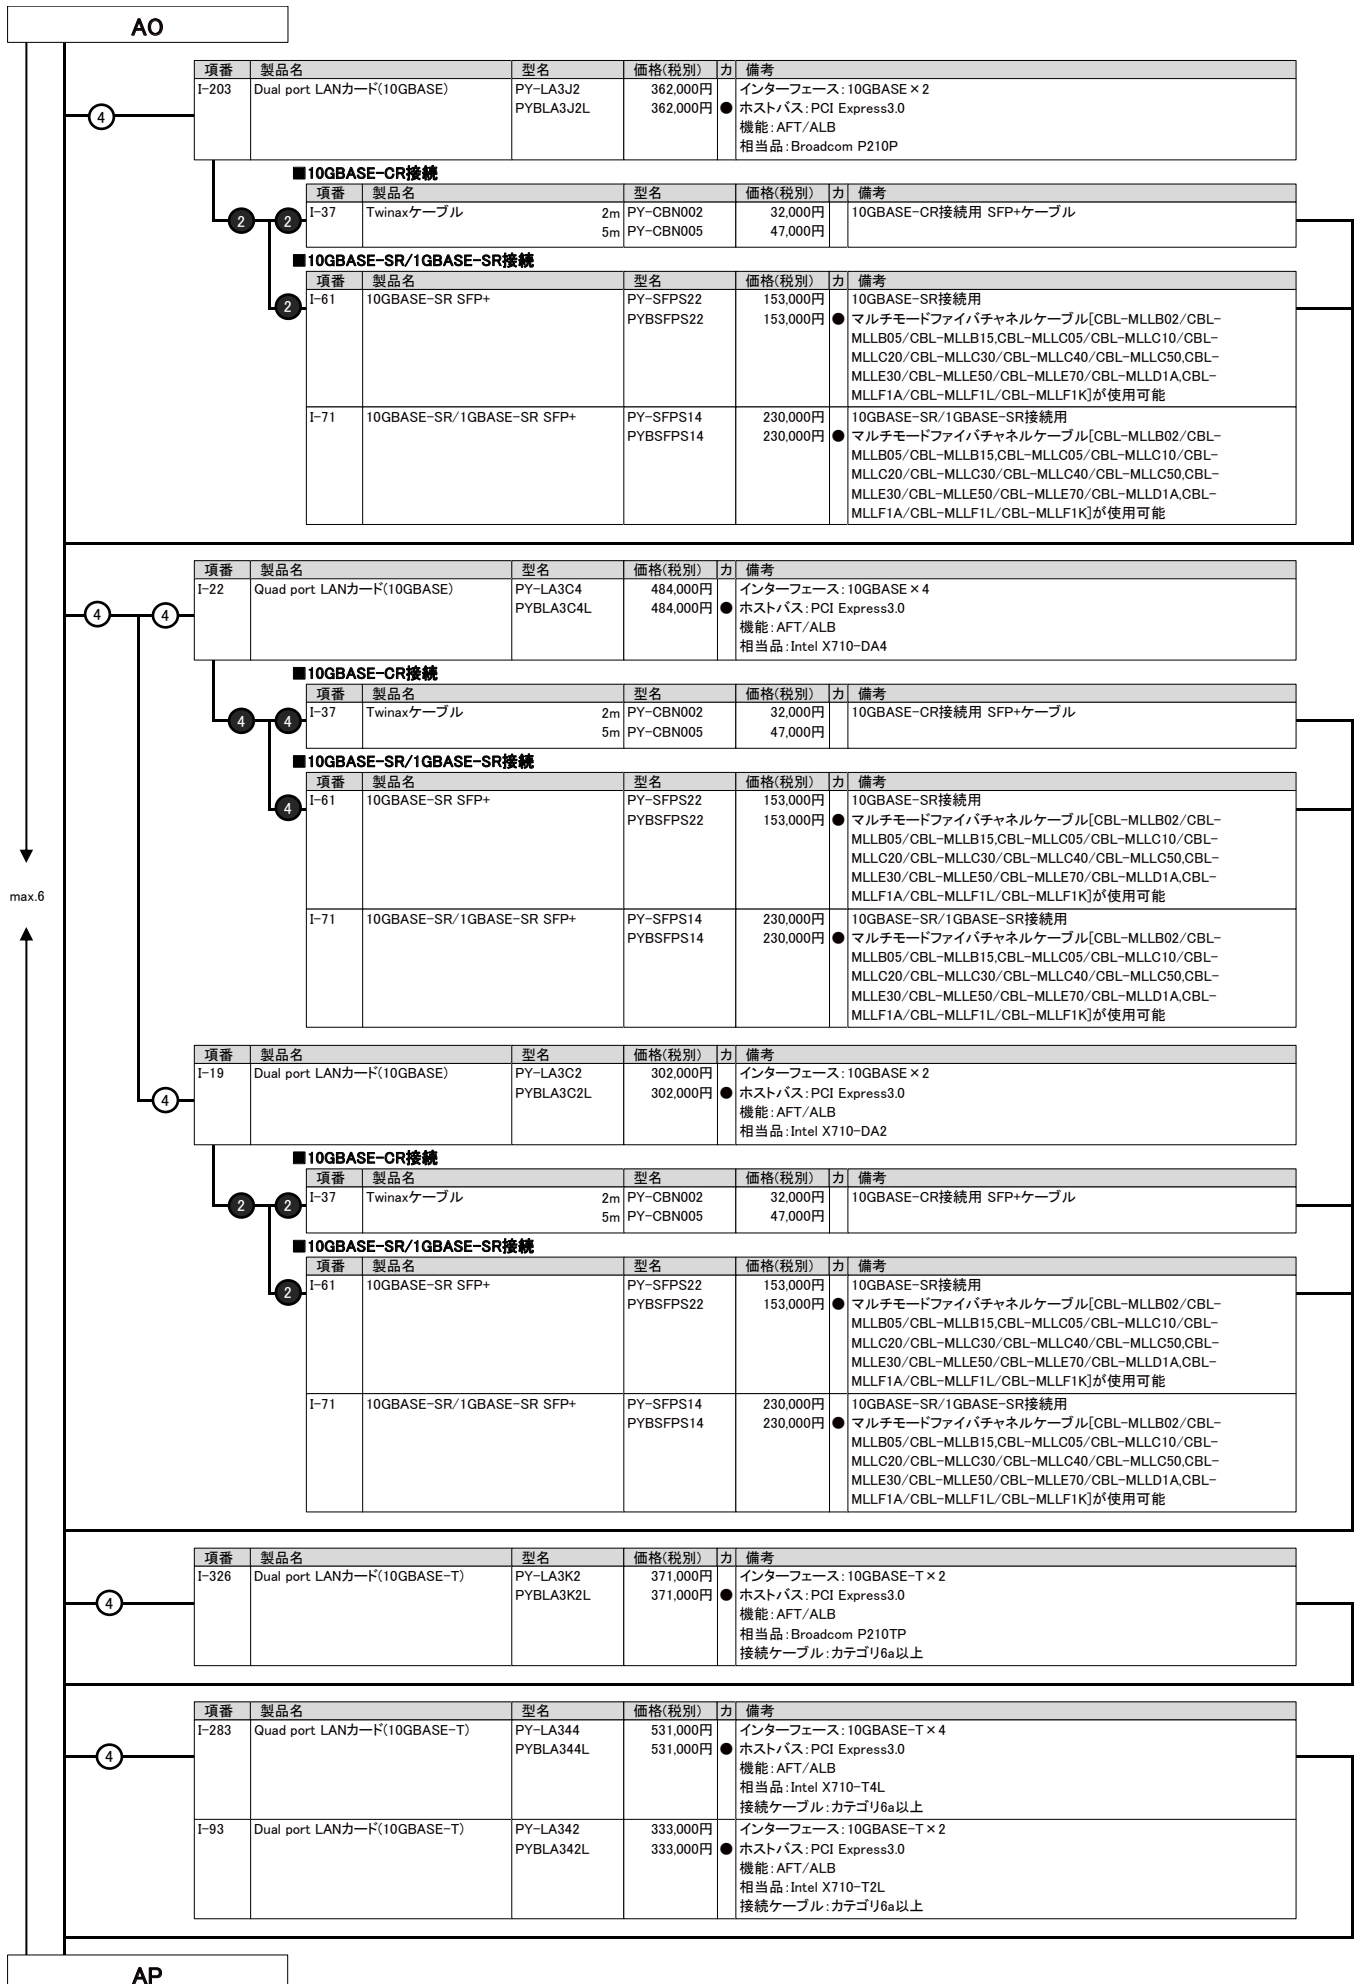 AO
項番 製品名 型名 価格(税別) カ 備考
I-203 Dual port LANカード(10GBASE) PY-LA3J2 362,000円 インターフェース:10GBASE×2
PYBLA3J2L 362,000円 ● ホストバス:PCI Express3.0
機能:AFT/ALB
相当品:Broadcom P210P
4
■10GBASE-CR接続
項番 製品名 型名 価格(税別) カ 備考
2 2 I-37 Twinaxケーブル 2m PY-CBN002 32,000円 10GBASE-CR接続用 SFP+ケーブル
5m PY-CBN005 47,000円
■10GBASE-SR/1GBASE-SR接続
項番 製品名 型名 価格(税別) カ 備考
2 I-61 10GBASE-SR SFP+ PY-SFPS22 153,000円 10GBASE-SR接続用
PYBSFPS22 153,000円 ● マルチモードファイバチャネルケーブル[CBL-MLLB02/CBL-
MLLB05/CBL-MLLB15,CBL-MLLC05/CBL-MLLC10/CBL-
MLLC20/CBL-MLLC30/CBL-MLLC40/CBL-MLLC50,CBL-
MLLE30/CBL-MLLE50/CBL-MLLE70/CBL-MLLD1A,CBL-
MLLF1A/CBL-MLLF1L/CBL-MLLF1K]が使用可能
I-71 10GBASE-SR/1GBASE-SR SFP+ PY-SFPS14 230,000円 10GBASE-SR/1GBASE-SR接続用
PYBSFPS14 230,000円 ● マルチモードファイバチャネルケーブル[CBL-MLLB02/CBL-
MLLB05/CBL-MLLB15,CBL-MLLC05/CBL-MLLC10/CBL-
MLLC20/CBL-MLLC30/CBL-MLLC40/CBL-MLLC50,CBL-
MLLE30/CBL-MLLE50/CBL-MLLE70/CBL-MLLD1A,CBL-
MLLF1A/CBL-MLLF1L/CBL-MLLF1K]が使用可能
項番 製品名 型名 価格(税別) カ 備考
I-22 Quad port LANカード(10GBASE) PY-LA3C4 484,000円 インターフェース:10GBASE×4
4 4 PYBLA3C4L 484,000円 ● ホストバス:PCI Express3.0
機能:AFT/ALB
相当品:Intel X710-DA4
■10GBASE-CR接続
項番 製品名 型名 価格(税別) カ 備考
4 4 I-37 Twinaxケーブル 2m PY-CBN002 32,000円 10GBASE-CR接続用 SFP+ケーブル
5m PY-CBN005 47,000円
■10GBASE-SR/1GBASE-SR接続
項番 製品名 型名 価格(税別) カ 備考
4 I-61 10GBASE-SR SFP+ PY-SFPS22 153,000円 10GBASE-SR接続用
PYBSFPS22 153,000円 ● マルチモードファイバチャネルケーブル[CBL-MLLB02/CBL-
MLLB05/CBL-MLLB15,CBL-MLLC05/CBL-MLLC10/CBL-
MLLC20/CBL-MLLC30/CBL-MLLC40/CBL-MLLC50,CBL-
MLLE30/CBL-MLLE50/CBL-MLLE70/CBL-MLLD1A,CBL-
MLLF1A/CBL-MLLF1L/CBL-MLLF1K]が使用可能
max.6
I-71 10GBASE-SR/1GBASE-SR SFP+ PY-SFPS14 230,000円 10GBASE-SR/1GBASE-SR接続用
PYBSFPS14 230,000円 ● マルチモードファイバチャネルケーブル[CBL-MLLB02/CBL-
MLLB05/CBL-MLLB15,CBL-MLLC05/CBL-MLLC10/CBL-
MLLC20/CBL-MLLC30/CBL-MLLC40/CBL-MLLC50,CBL-
MLLE30/CBL-MLLE50/CBL-MLLE70/CBL-MLLD1A,CBL-
MLLF1A/CBL-MLLF1L/CBL-MLLF1K]が使用可能
項番 製品名 型名 価格(税別) カ 備考
I-19 Dual port LANカード(10GBASE) PY-LA3C2 302,000円 インターフェース:10GBASE×2
4 PYBLA3C2L 302,000円 ● ホストバス:PCI Express3.0
機能:AFT/ALB
相当品:Intel X710-DA2
■10GBASE-CR接続
項番 製品名 型名 価格(税別) カ 備考
2 2 I-37 Twinaxケーブル 2m PY-CBN002 32,000円 10GBASE-CR接続用 SFP+ケーブル
5m PY-CBN005 47,000円
■10GBASE-SR/1GBASE-SR接続
項番 製品名 型名 価格(税別) カ 備考
2 I-61 10GBASE-SR SFP+ PY-SFPS22 153,000円 10GBASE-SR接続用
PYBSFPS22 153,000円 ● マルチモードファイバチャネルケーブル[CBL-MLLB02/CBL-
MLLB05/CBL-MLLB15,CBL-MLLC05/CBL-MLLC10/CBL-
MLLC20/CBL-MLLC30/CBL-MLLC40/CBL-MLLC50,CBL-
MLLE30/CBL-MLLE50/CBL-MLLE70/CBL-MLLD1A,CBL-
MLLF1A/CBL-MLLF1L/CBL-MLLF1K]が使用可能
I-71 10GBASE-SR/1GBASE-SR SFP+ PY-SFPS14 230,000円 10GBASE-SR/1GBASE-SR接続用
PYBSFPS14 230,000円 ● マルチモードファイバチャネルケーブル[CBL-MLLB02/CBL-
MLLB05/CBL-MLLB15,CBL-MLLC05/CBL-MLLC10/CBL-
MLLC20/CBL-MLLC30/CBL-MLLC40/CBL-MLLC50,CBL-
MLLE30/CBL-MLLE50/CBL-MLLE70/CBL-MLLD1A,CBL-
MLLF1A/CBL-MLLF1L/CBL-MLLF1K]が使用可能
項番 製品名 型名 価格(税別) カ 備考
I-326 Dual port LANカード(10GBASE-T) PY-LA3K2 371,000円 インターフェース:10GBASE-T×2
4 PYBLA3K2L 371,000円 ● ホストバス:PCI Express3.0
機能:AFT/ALB
相当品:Broadcom P210TP
接続ケーブル:カテゴリ6a以上
項番 製品名 型名 価格(税別) カ 備考
I-283 Quad port LANカード(10GBASE-T) PY-LA344 531,000円 インターフェース:10GBASE-T×4
4 PYBLA344L 531,000円 ● ホストバス:PCI Express3.0
機能:AFT/ALB
相当品:Intel X710-T4L
接続ケーブル:カテゴリ6a以上
I-93 Dual port LANカード(10GBASE-T) PY-LA342 333,000円 インターフェース:10GBASE-T×2
PYBLA342L 333,000円 ● ホストバス:PCI Express3.0
機能:AFT/ALB
相当品:Intel X710-T2L
接続ケーブル:カテゴリ6a以上
AP